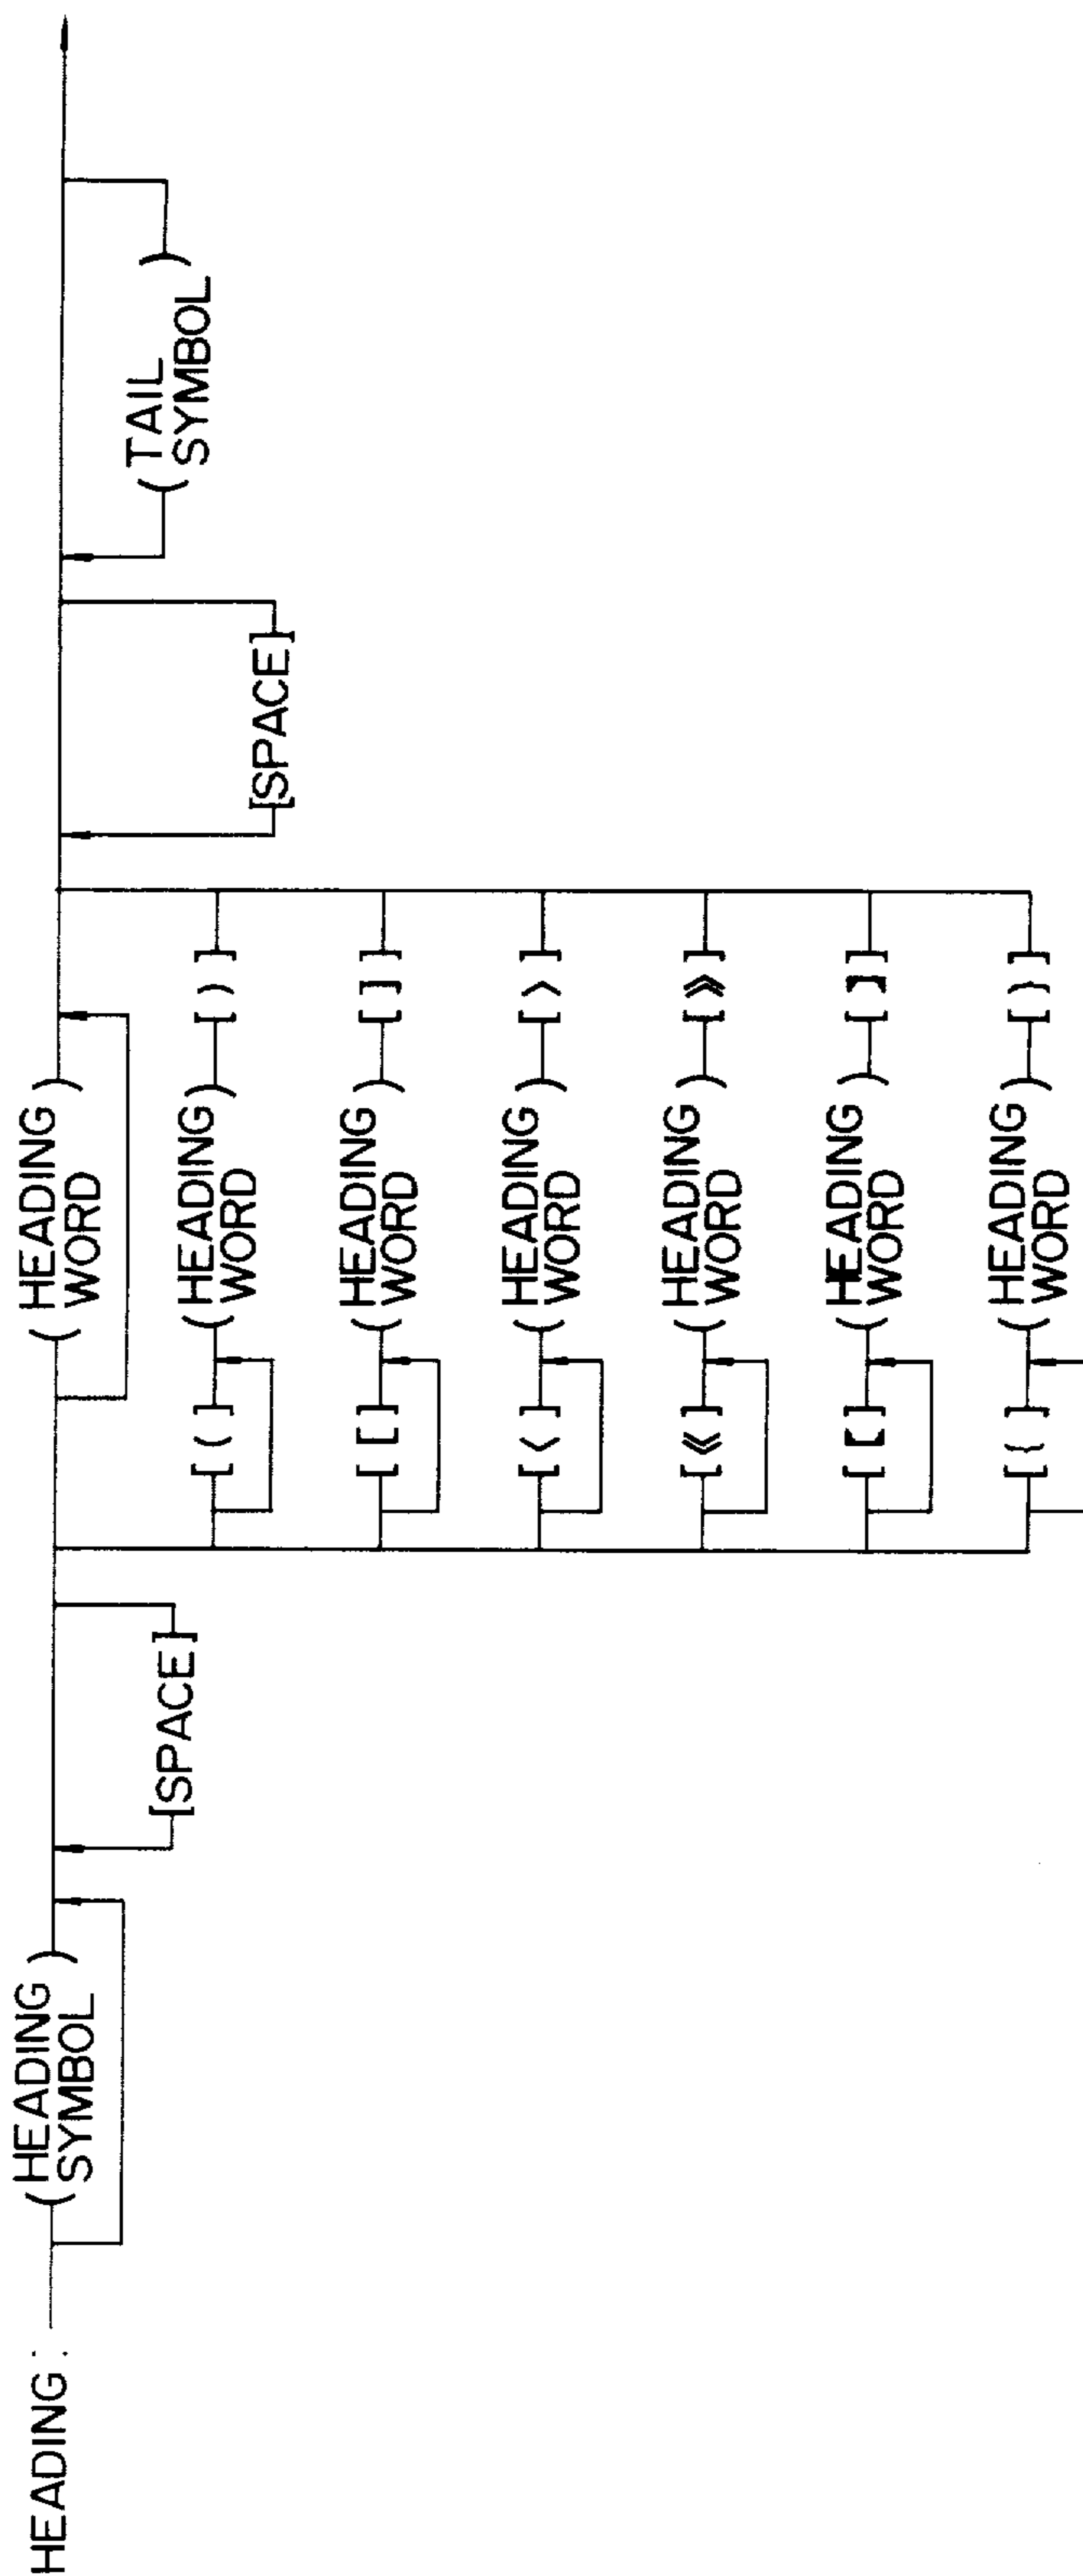 HEADING :
( HEADING
SYMBOL )
[SPACE]
( HEADING
WORD )
[ ( ] ( HEADING
WORD ) [ ) ]
[ [ ] ( HEADING
WORD ) [ ] ]
[ < ] ( HEADING
WORD ) [ > ]
[ 《 ] ( HEADING
WORD ) [ 》 ]
[ 【 ] ( HEADING
WORD ) [ 】 ]
[ { ] ( HEADING
WORD ) [ } ]
[SPACE]
( TAIL
SYMBOL )